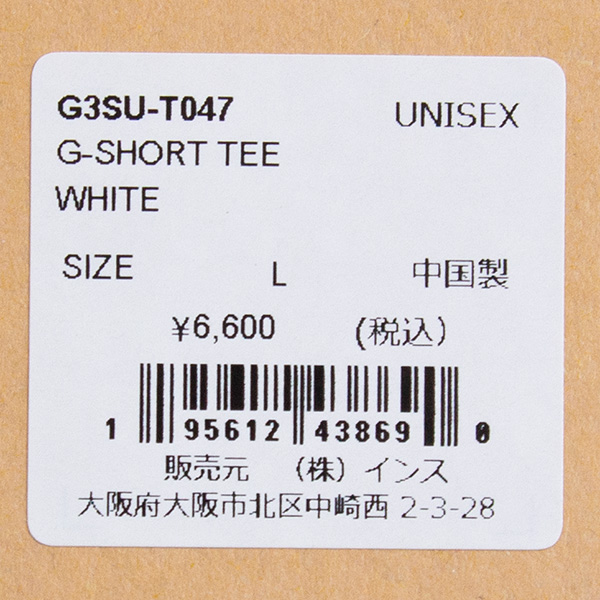 G3SU-T047 UNISEX
G-SHORT TEE
WHITE
SIZE L 中国製
¥6,600 (税込)
1 95612 43869 0
販売元 (株) インス
大阪府大阪市北区中崎西 2-3-28